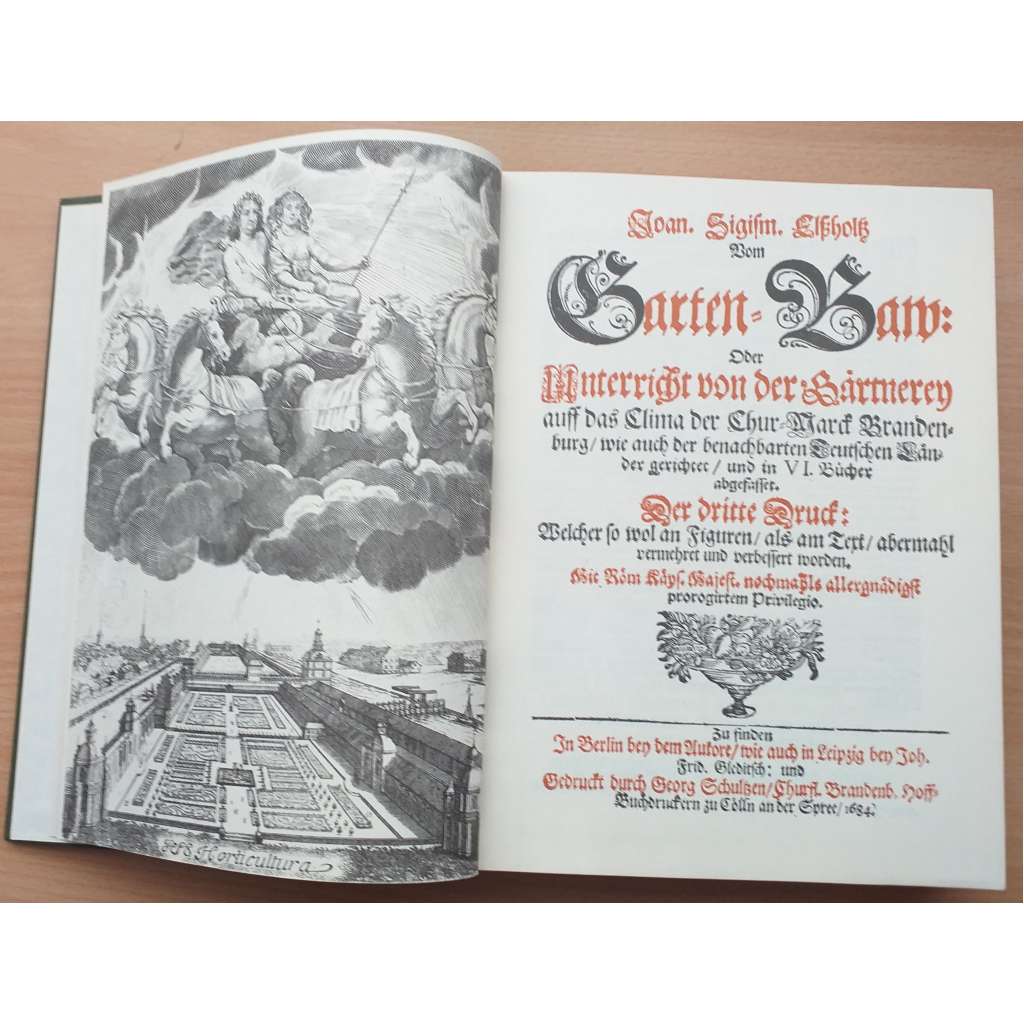 JES Horticultura
Joan. Sigism. Elßholtz
Vom
Garten-Baw:
Oder
Unterricht von der Gärtnerey
auff das Clima der Chur-Marck Branden-
burg/ wie auch der benachbarten Teutschen Län-
der gerichtet/ und in VI. Bücher
abgefasset.
Der dritte Druck:
Welcher so wol an Figuren/ als am Text/ abermahl
vermehret und verbessert worden.
Mit Röm Käys. Majest. nochmahls allergnädigst
prorogirtem Privilegio.
Zu finden
In Berlin bey dem Autore/ wie auch in Leipzig bey Joh.
Frid. Gleditsch: und
Gedruckt durch Georg Schultzen/ Churfl. Brandenb. Hoff-
Buchdruckern zu Cölln an der Spree/ 1684.